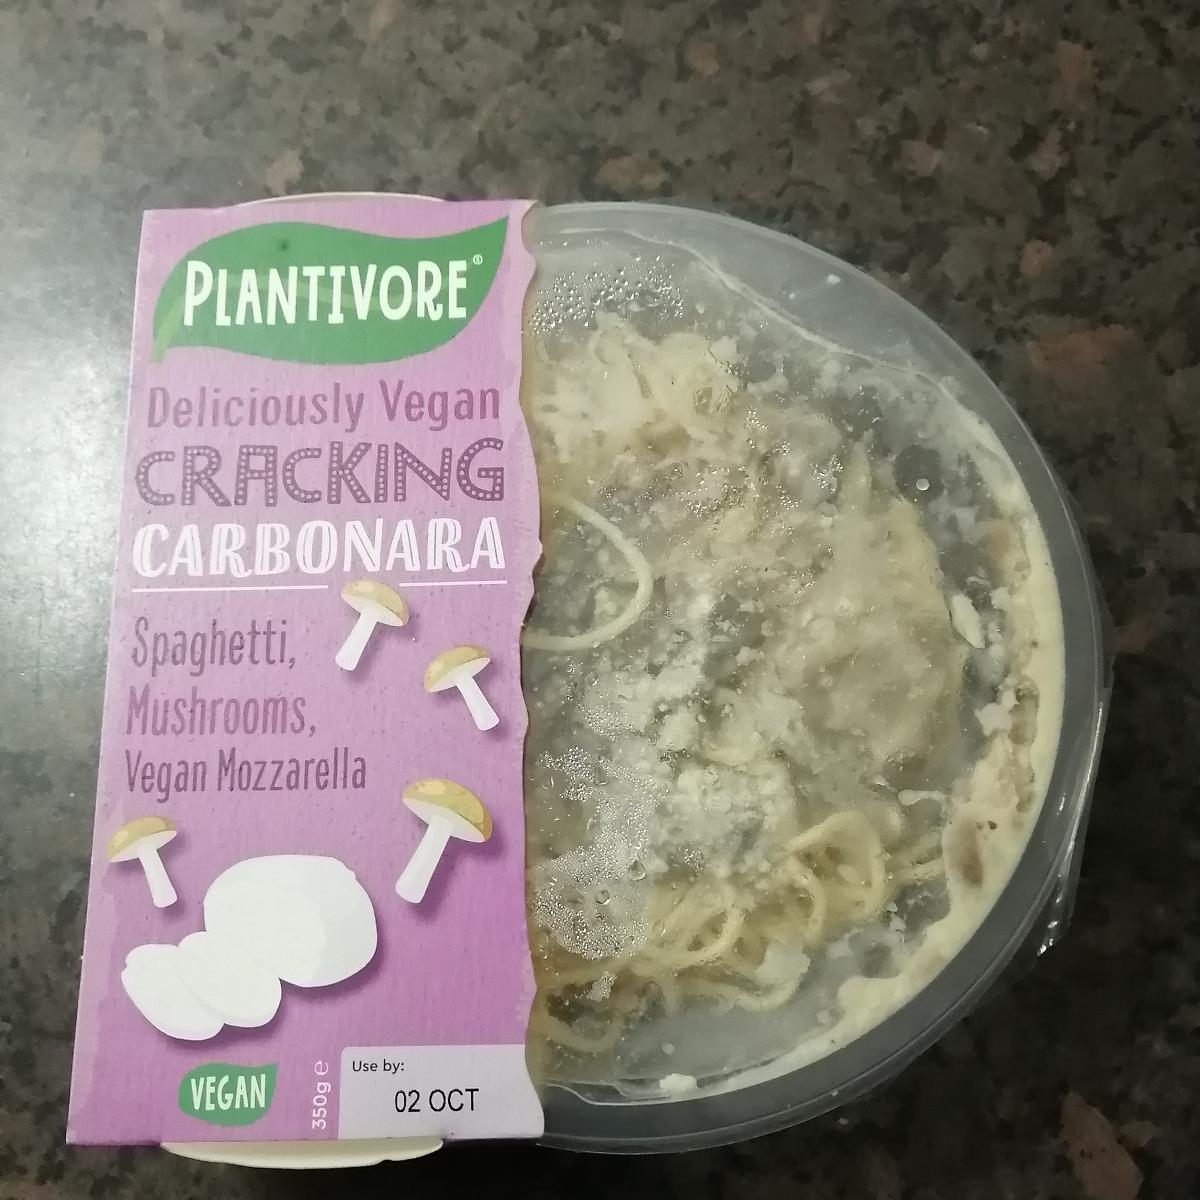 PLANTIVORE®
Deliciously Vegan
CRACKING
CARBONARA
Spaghetti,
Mushrooms,
Vegan Mozzarella
VEGAN
350g e
Use by:
02 OCT